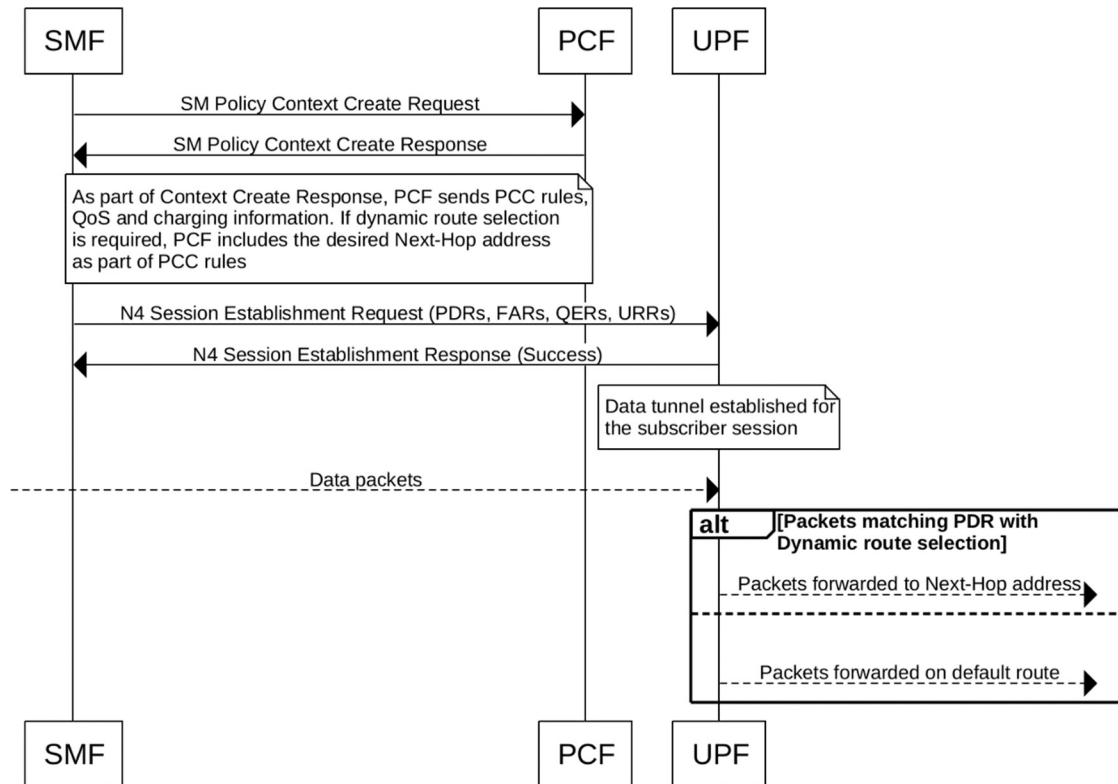 SMF
PCF
UPF
SM Policy Context Create Request
SM Policy Context Create Response
As part of Context Create Response, PCF sends PCC rules,
QoS and charging information. If dynamic route selection
is required, PCF includes the desired Next-Hop address
as part of PCC rules
N4 Session Establishment Request (PDRs, FARs, QERs, URRs)
N4 Session Establishment Response (Success)
Data tunnel established for
the subscriber session
Data packets
alt
[Packets matching PDR with
Dynamic route selection]
Packets forwarded to Next-Hop address
Packets forwarded on default route
SMF
PCF
UPF